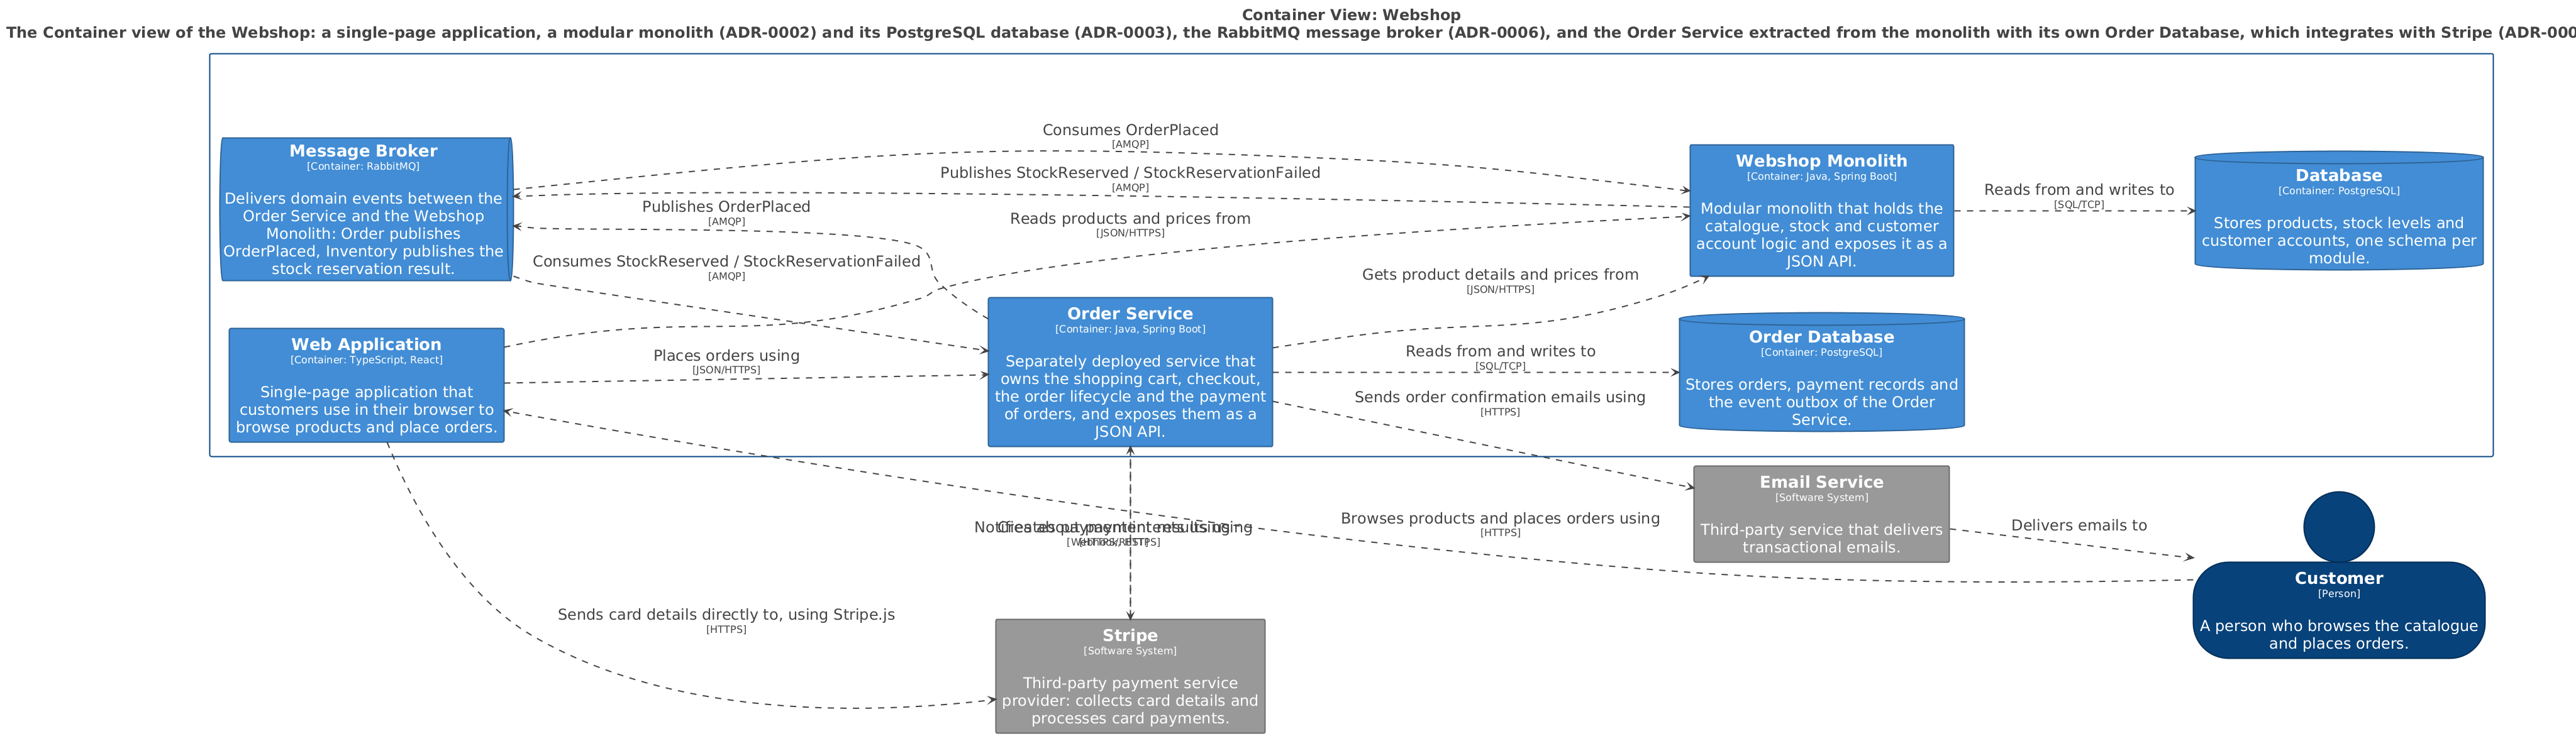 Container View: Webshop
The Container view of the Webshop: a single-page application, a modular monolith (ADR-0002) and its PostgreSQL database (ADR-0003), the RabbitMQ message broker (ADR-0006), and the Order Service extracted from the monolith with its own Order Database, which integrates with Stripe (ADR-000
Message Broker
[Container: RabbitMQ]
Delivers domain events between the
Order Service and the Webshop
Monolith: Order publishes
OrderPlaced, Inventory publishes the
stock reservation result.
Consumes OrderPlaced
[AMQP]
Publishes StockReserved / StockReservationFailed
[AMQP]
Publishes OrderPlaced
[AMQP]
Reads products and prices from
[JSON/HTTPS]
Consumes StockReserved / StockReservationFailed
[AMQP]
Webshop Monolith
[Container: Java, Spring Boot]
Modular monolith that holds the
catalogue, stock and customer
account logic and exposes it as a
JSON API.
Reads from and writes to
[SQL/TCP]
Database
[Container: PostgreSQL]
Stores products, stock levels and
customer accounts, one schema per
module.
Gets product details and prices from
[JSON/HTTPS]
Web Application
[Container: TypeScript, React]
Single-page application that
customers use in their browser to
browse products and place orders.
Places orders using
[JSON/HTTPS]
Order Service
[Container: Java, Spring Boot]
Separately deployed service that
owns the shopping cart, checkout,
the order lifecycle and the payment
of orders, and exposes them as a
JSON API.
Reads from and writes to
[SQL/TCP]
Order Database
[Container: PostgreSQL]
Stores orders, payment records and
the event outbox of the Order
Service.
Sends order confirmation emails using
[HTTPS]
Email Service
[Software System]
Third-party service that delivers
transactional emails.
Browses products and places orders using
[HTTPS]
Delivers emails to
Customer
[Person]
A person who browses the catalogue
and places orders.
Sends card details directly to, using Stripe.js
[HTTPS]
Stripe
[Software System]
Third-party payment service
provider: collects card details and
processes card payments.